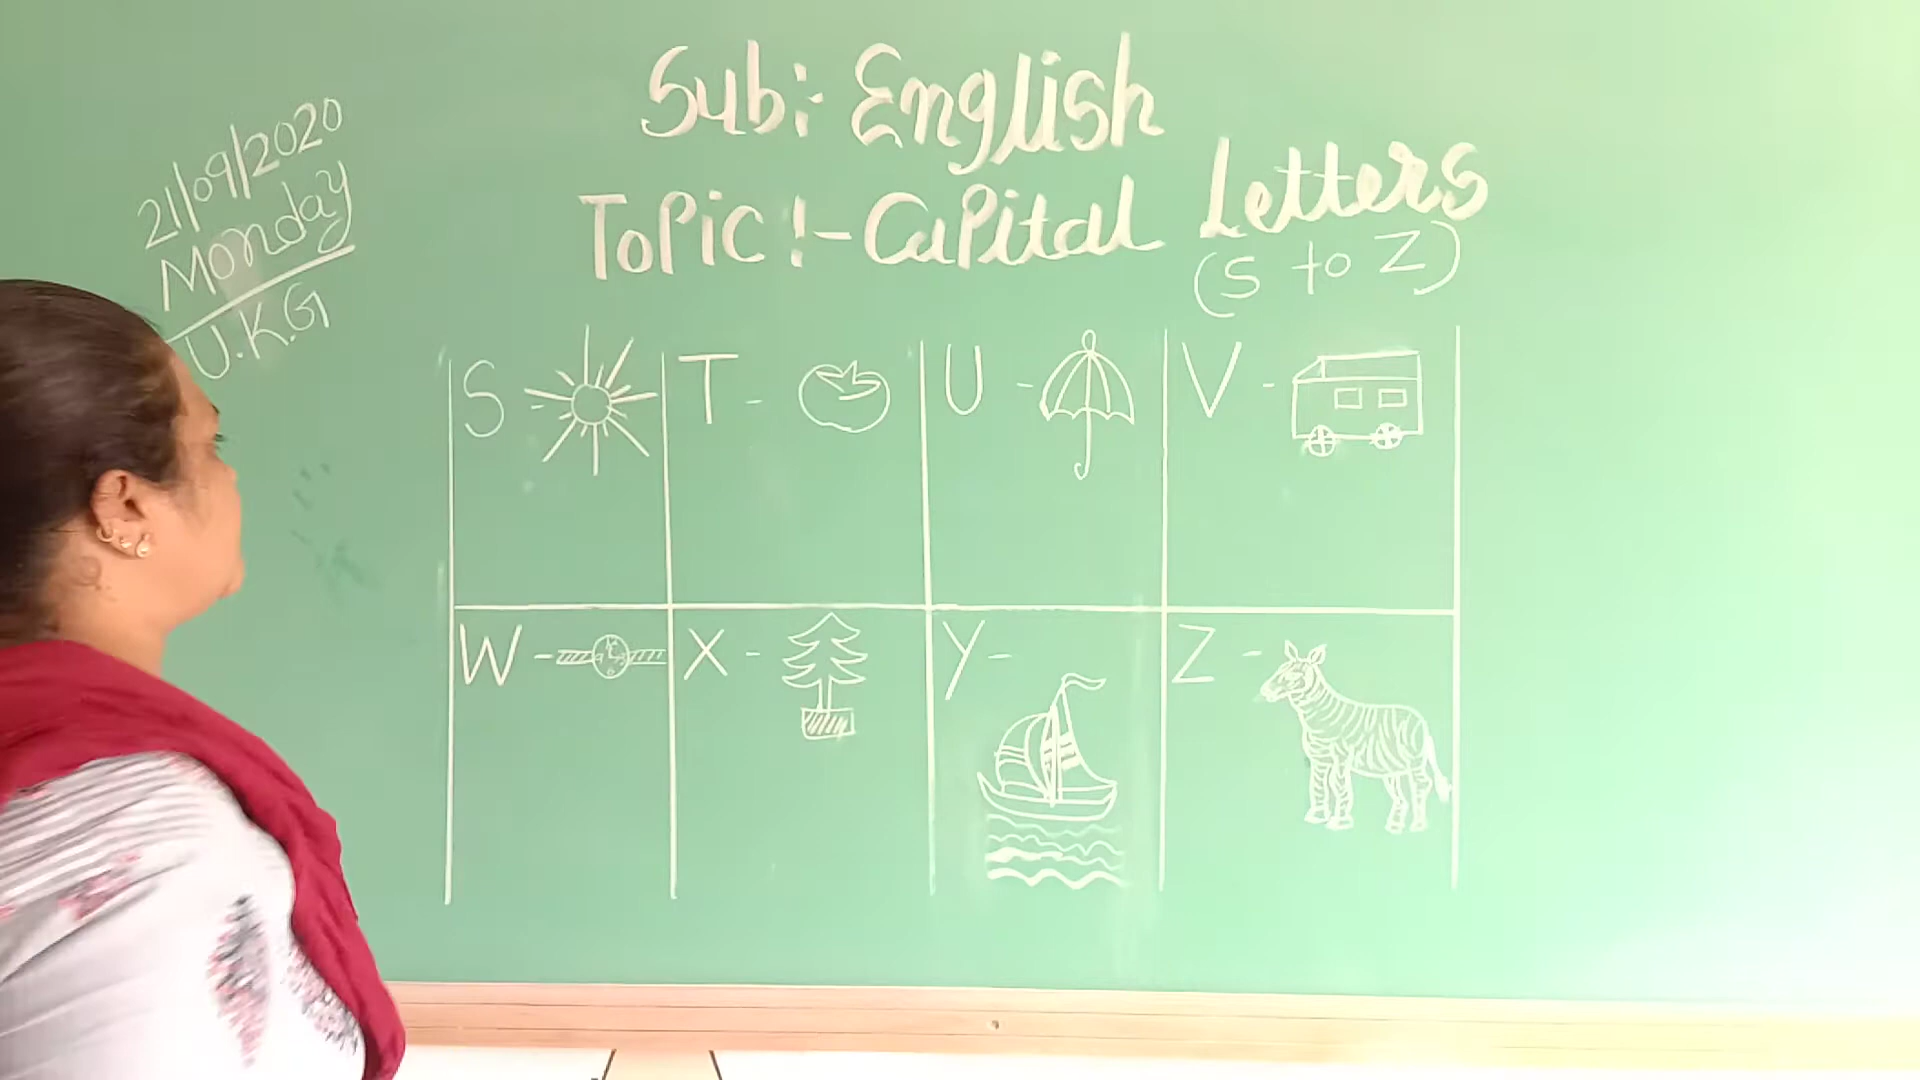 21/09/2020
Monday
U.K.G
Sub: English
Topic :- Capital Letters
(S to Z)
S
T -
U -
V -
W -
X -
Y -
Z -